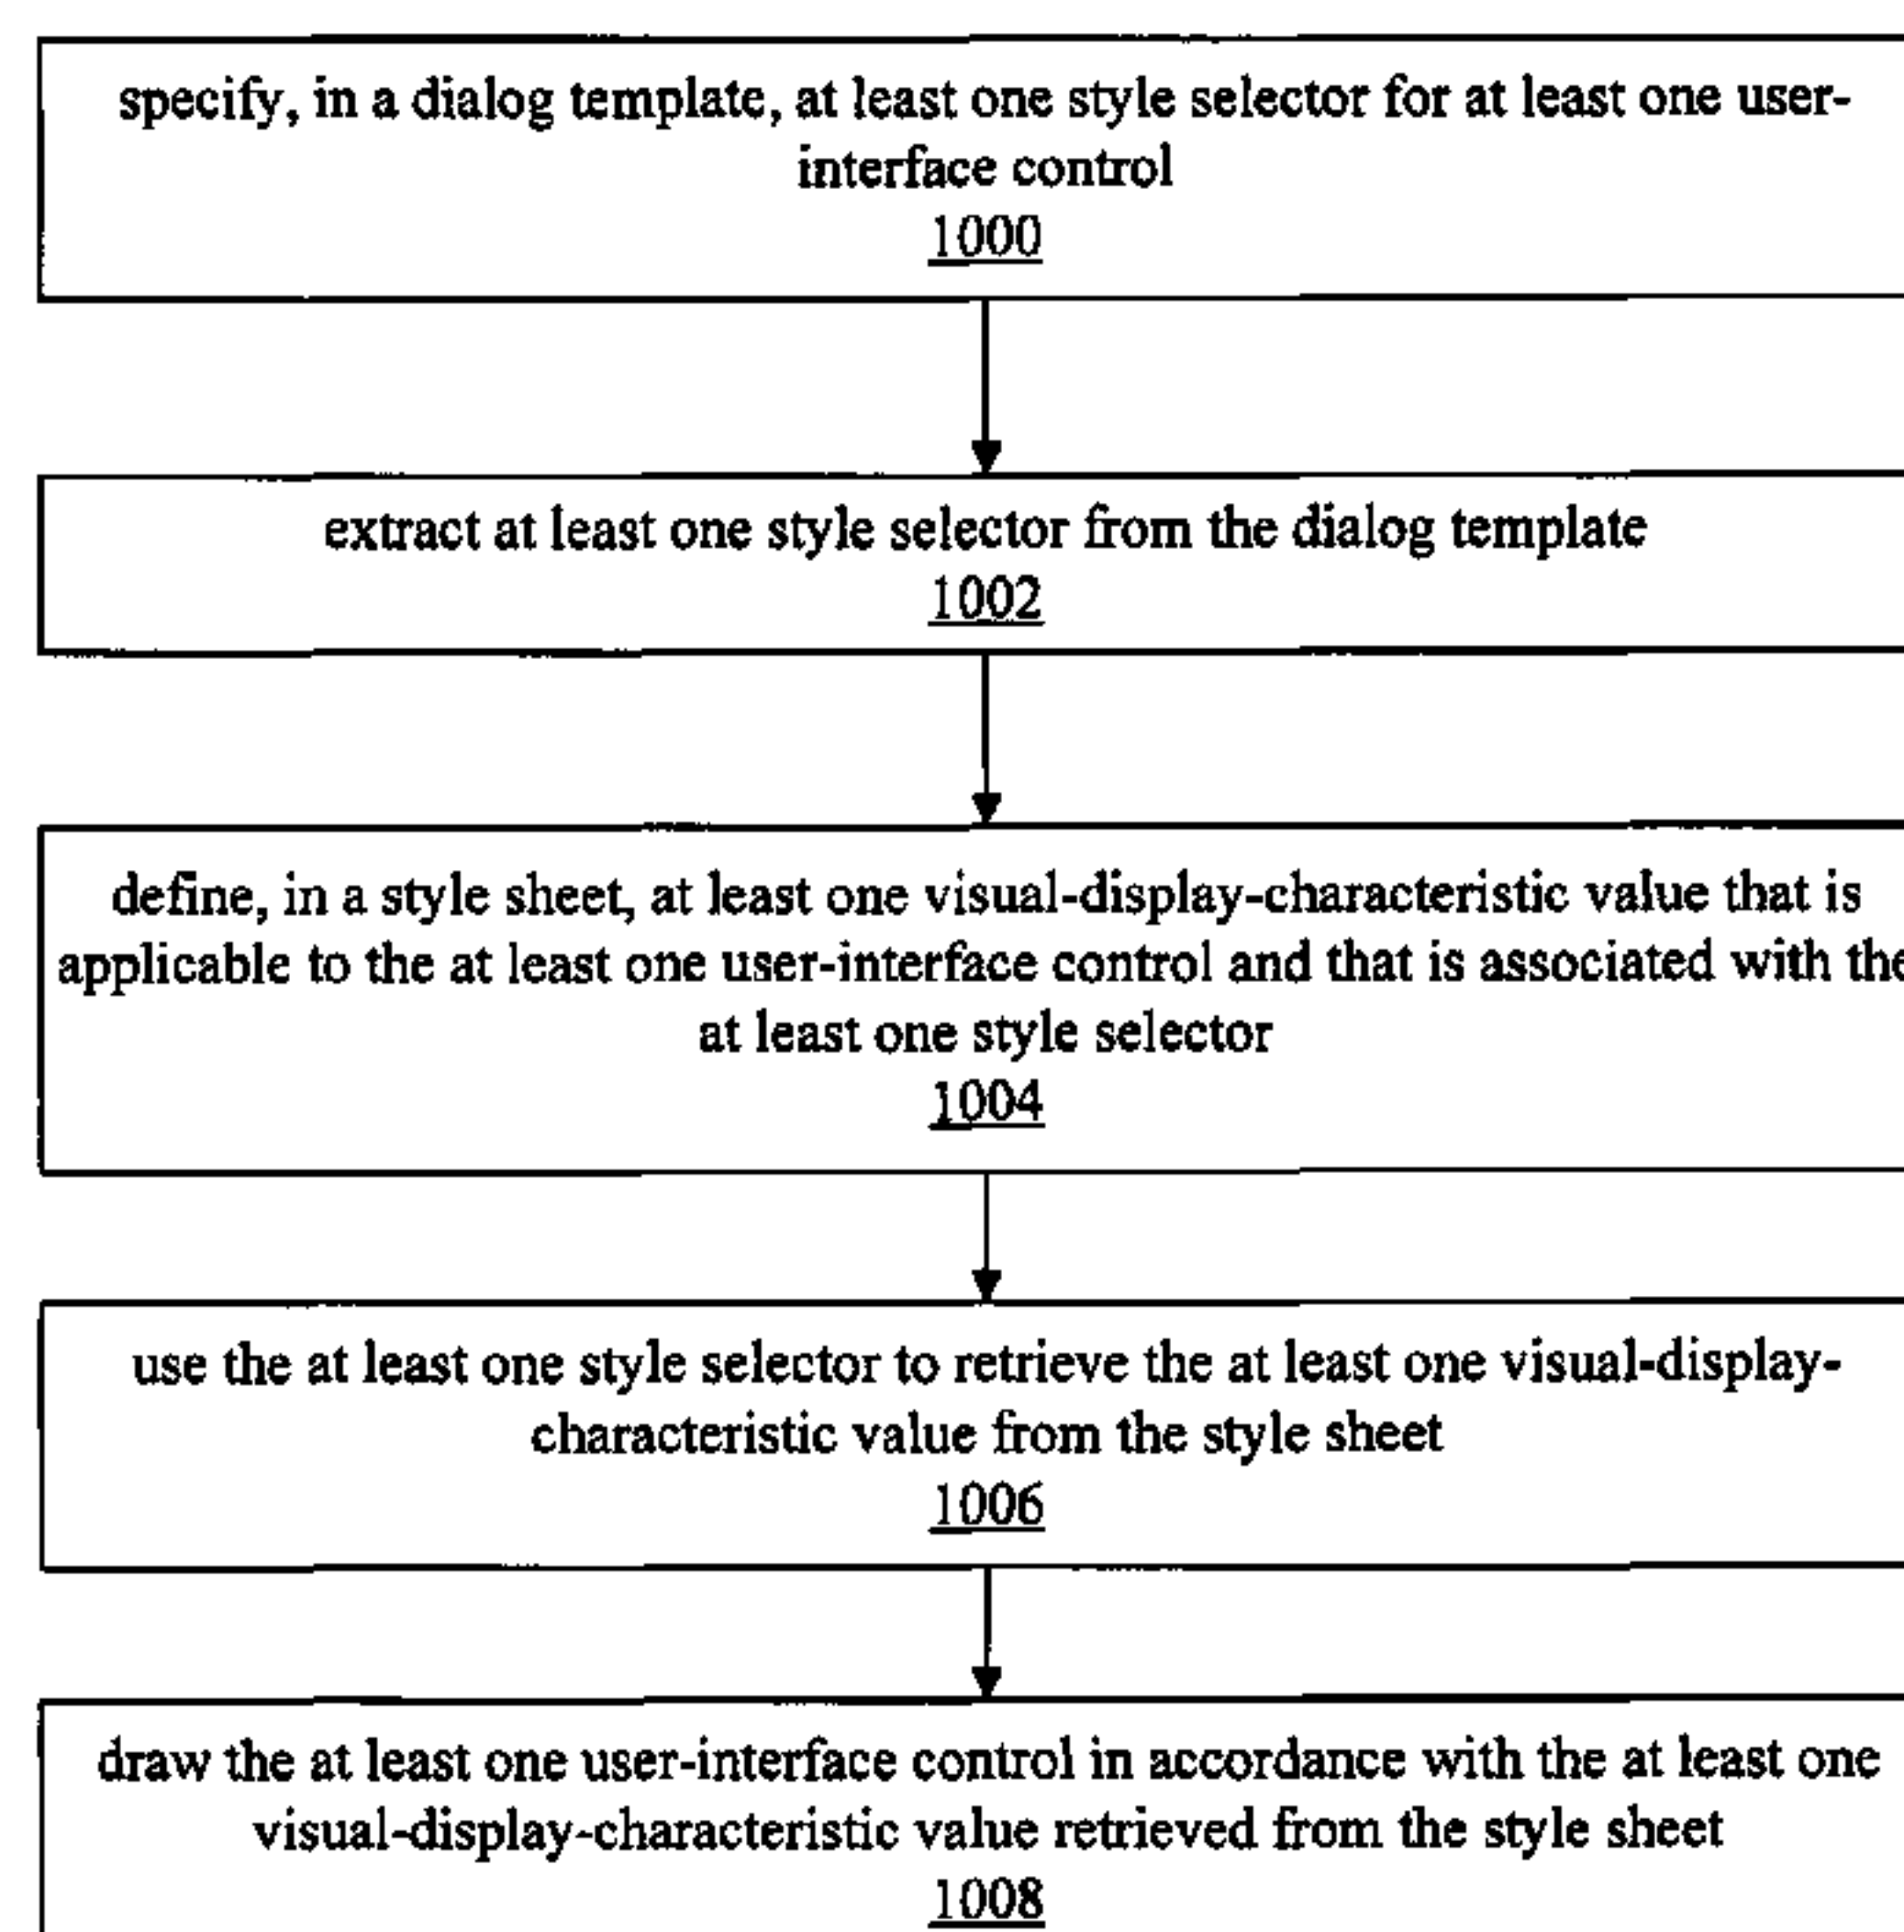 specify, in a dialog template, at least one style selector for at least one user-
interface control
1000
extract at least one style selector from the dialog template
1002
define, in a style sheet, at least one visual-display-characteristic value that is
applicable to the at least one user-interface control and that is associated with the
at least one style selector
1004
use the at least one style selector to retrieve the at least one visual-display-
characteristic value from the style sheet
1006
draw the at least one user-interface control in accordance with the at least one
visual-display-characteristic value retrieved from the style sheet
1008